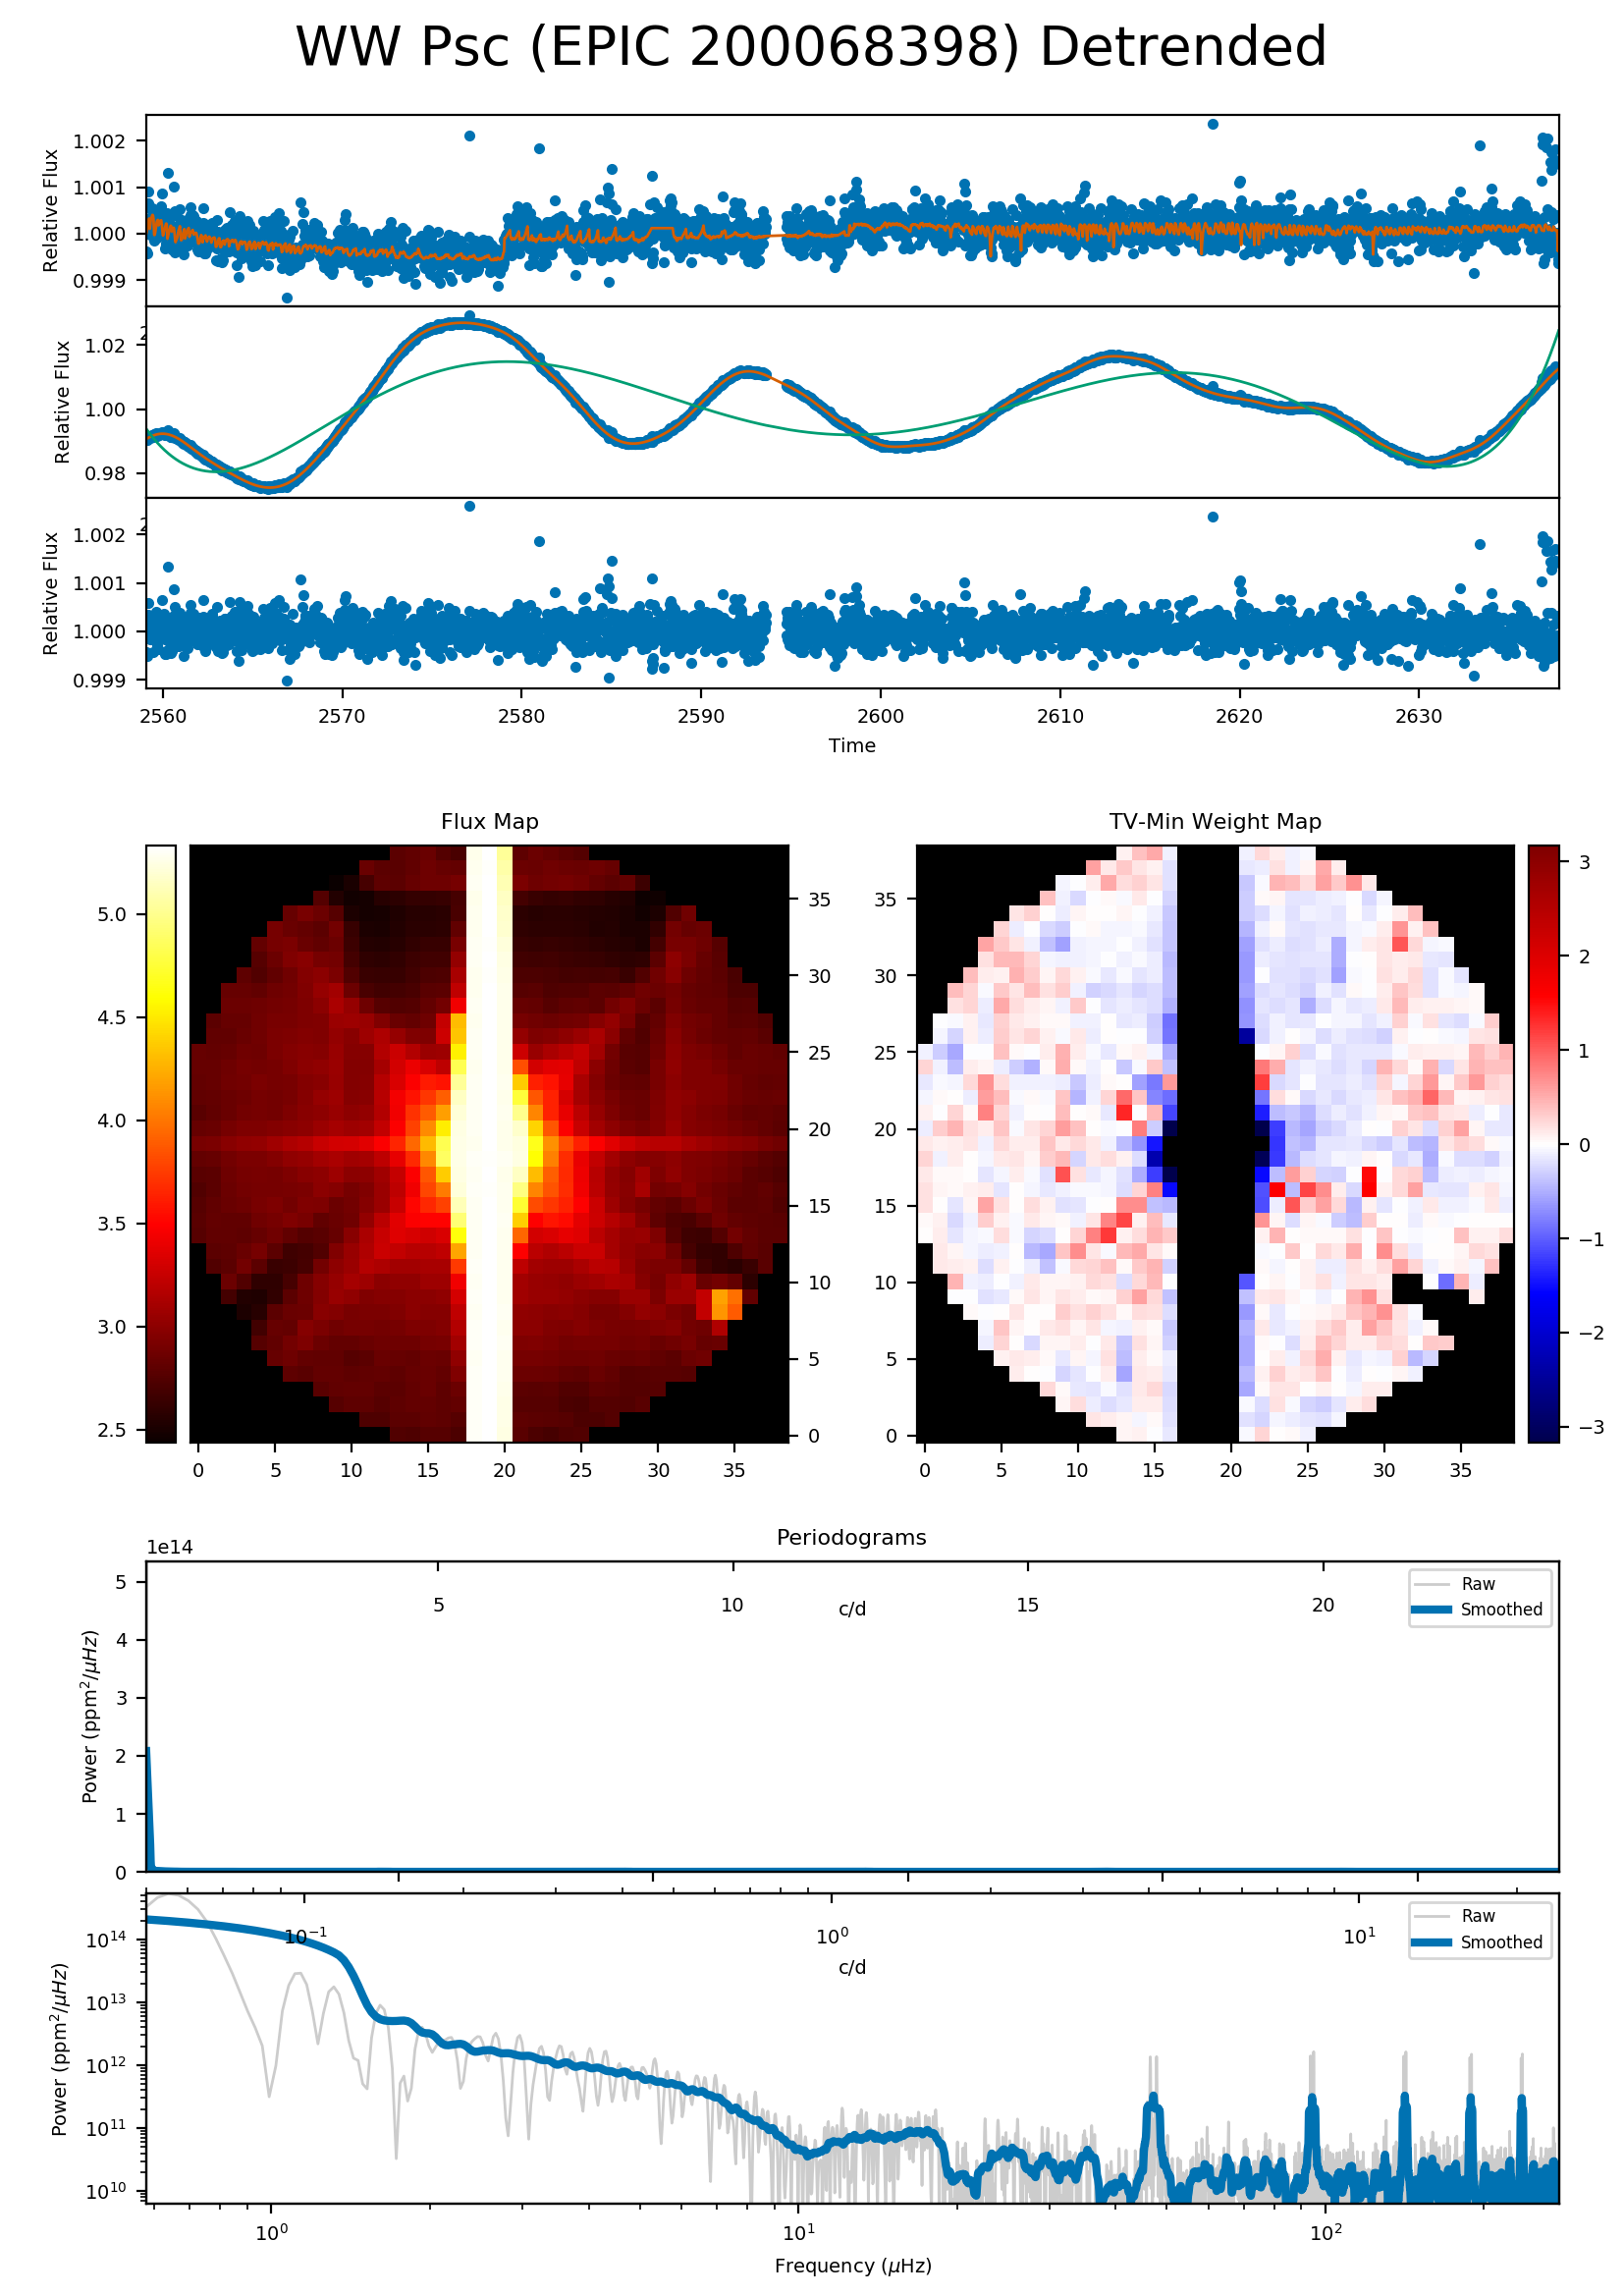 WW Psc (EPIC 200068398) Detrended
1.002
1.001
1.000
0.999
Relative Flux
1.02
1.00
0.98
Relative Flux
1.002
1.001
1.000
0.999
Relative Flux
2560 2570 2580 2590 2600 2610 2620 2630
Time
Flux Map
5.0
4.5
4.0
3.5
3.0
2.5
35
30
25
20
15
10
5
0
0 5 10 15 20 25 30 35
TV-Min Weight Map
35
30
25
20
15
10
5
0
0 5 10 15 20 25 30 35
3
2
1
0
−1
−2
−3
Periodograms
1e14
5
4
3
2
1
0
Power (ppm²/μHz)
5 10 15 20
c/d
Raw
Smoothed
10¹⁴
10¹³
10¹²
10¹¹
10¹⁰
Power (ppm²/μHz)
10⁻¹ 10⁰ 10¹
c/d
Raw
Smoothed
10⁰ 10¹ 10²
Frequency (μHz)